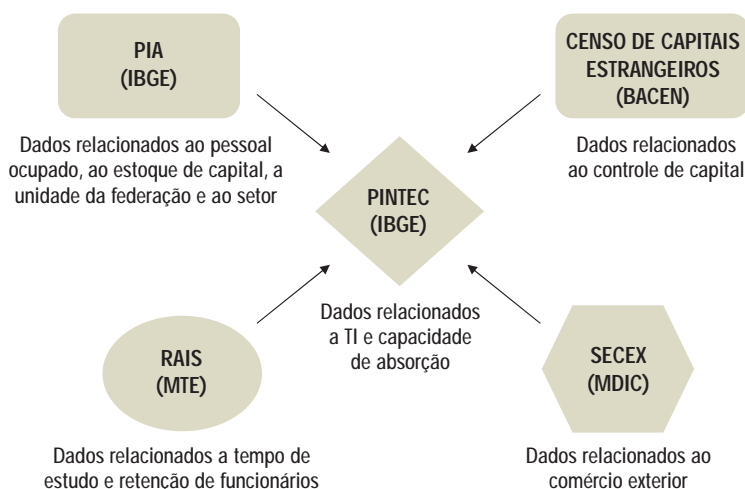 PIA
(IBGE)
Dados relacionados ao pessoal
ocupado, ao estoque de capital, a
unidade da federação e ao setor
CENSO DE CAPITAIS
ESTRANGEIROS
(BACEN)
Dados relacionados
ao controle de capital
PINTEC
(IBGE)
Dados relacionados
a TI e capacidade
de absorção
RAIS
(MTE)
Dados relacionados a tempo de
estudo e retenção de funcionários
SECEX
(MDIC)
Dados relacionados ao
comércio exterior